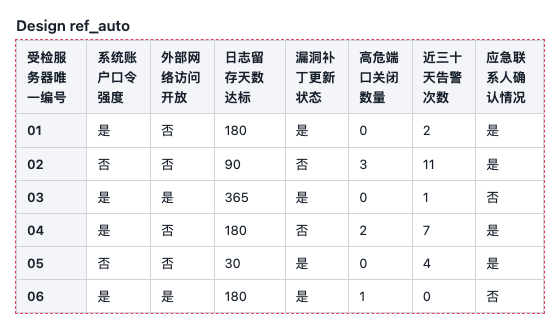 Design ref_auto
受检服务器唯一编号 系统账户口令强度 外部网络访问开放 日志留存天数达标 漏洞补丁更新状态 高危端口关闭数量 近三十天告警次数 应急联系人确认情况
01 是 否 180 是 0 2 是
02 否 否 90 否 3 11 是
03 是 是 365 是 0 1 否
04 是 否 180 否 2 7 是
05 否 否 30 是 0 4 是
06 是 是 180 是 1 0 否